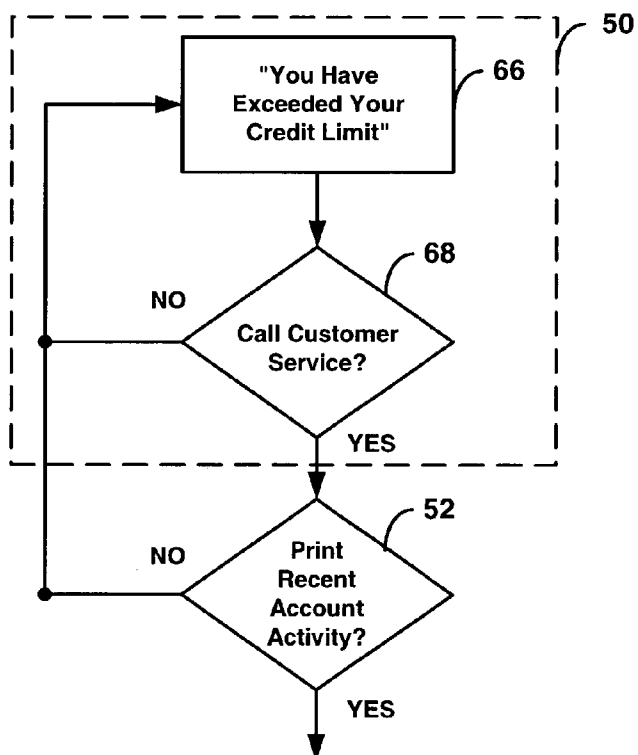 50
"You Have
Exceeded Your
Credit Limit"
66
68
NO
Call Customer
Service?
YES
52
NO
Print
Recent
Account
Activity?
YES